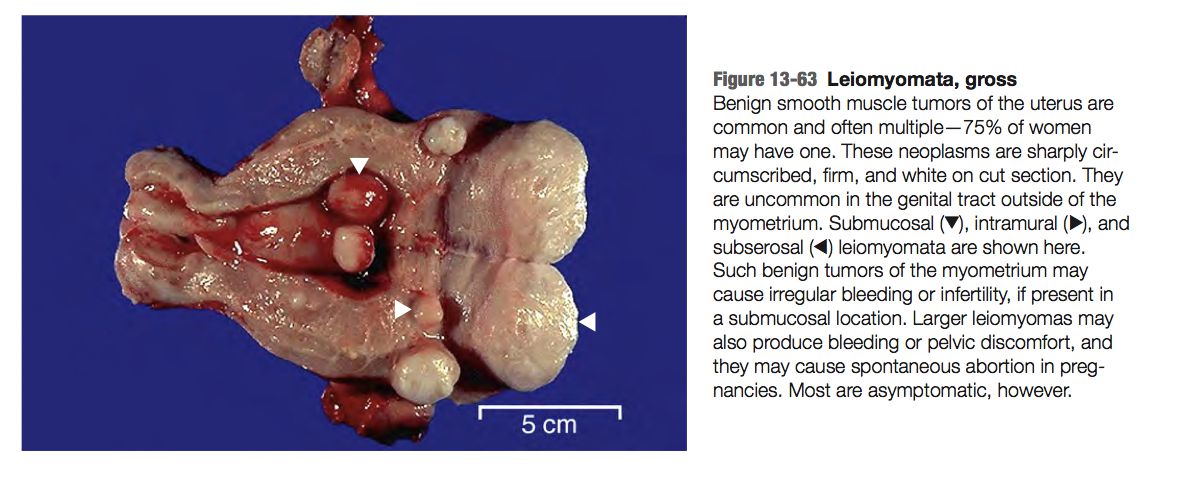 Figure 13-63 Leiomyomata, gross
Benign smooth muscle tumors of the uterus are
common and often multiple—75% of women
may have one. These neoplasms are sharply cir-
cumscribed, firm, and white on cut section. They
are uncommon in the genital tract outside of the
myometrium. Submucosal (▼), intramural (▶), and
subserosal (◀) leiomyomata are shown here.
Such benign tumors of the myometrium may
cause irregular bleeding or infertility, if present in
a submucosal location. Larger leiomyomas may
also produce bleeding or pelvic discomfort, and
they may cause spontaneous abortion in preg-
nancies. Most are asymptomatic, however.
5 cm